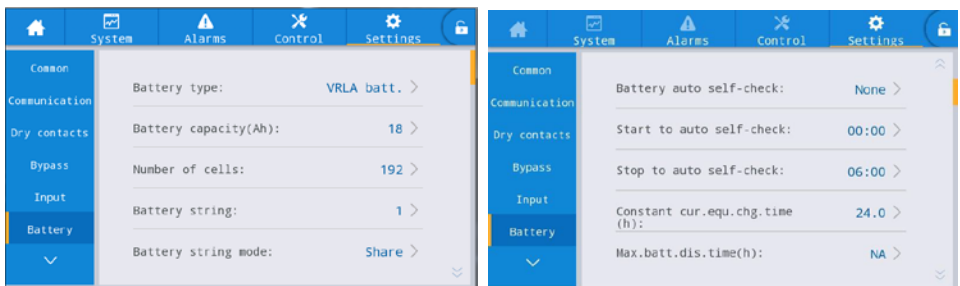 System Alarms Control Settings
Common
Communication
Dry contacts
Bypass
Input
Battery
Battery type: VRLA batt.
Battery capacity(Ah): 18
Number of cells: 192
Battery string: 1
Battery string mode: Share
System Alarms Control Settings
Common
Communication
Dry contacts
Bypass
Input
Battery
Battery auto self-check: None
Start to auto self-check: 00:00
Stop to auto self-check: 06:00
Constant cur.equ.chg.time
(h): 24.0
Max.batt.dis.time(h): NA